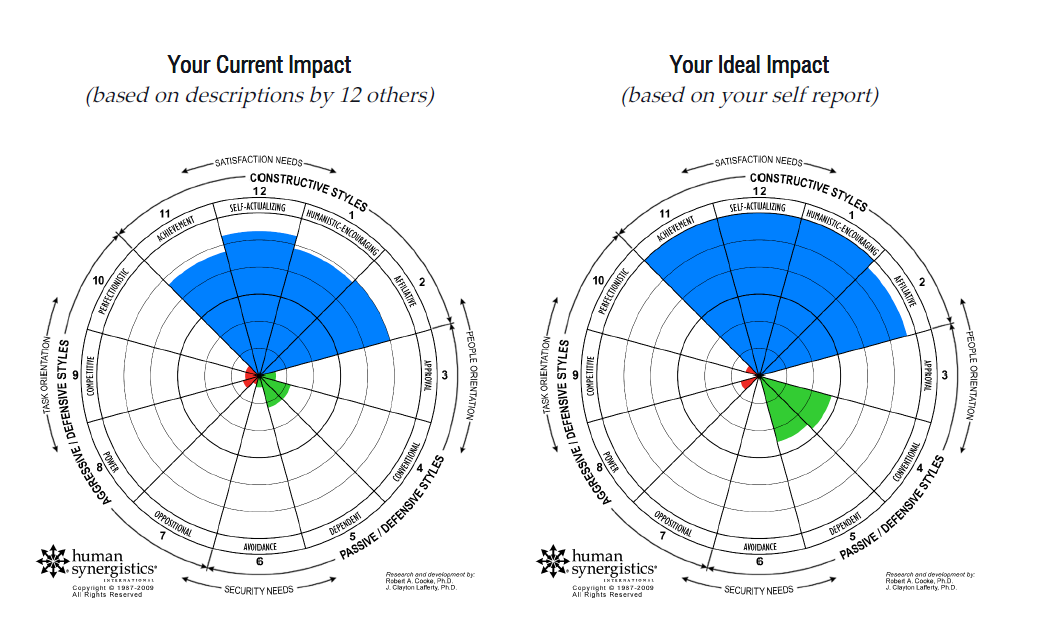 Your Current Impact
(based on descriptions by 12 others)
SATISFACTION NEEDS
CONSTRUCTIVE STYLES
12
SELF-ACTUALIZING
11
ACHIEVEMENT
1
HUMANISTIC-ENCOURAGING
10
PERFECTIONISTIC
2
AFFILIATIVE
TASK ORIENTATION
PEOPLE ORIENTATION
9
COMPETITIVE
3
APPROVAL
AGGRESSIVE / DEFENSIVE STYLES
8
POWER
4
CONVENTIONAL
7
OPPOSITIONAL
5
DEPENDENT
PASSIVE / DEFENSIVE STYLES
AVOIDANCE
6
SECURITY NEEDS
human
synergistics®
INTERNATIONAL
Copyright © 1987-2009
All Rights Reserved
Research and development by:
Robert A. Cooke, Ph.D.
J. Clayton Lafferty, Ph.D.
Your Ideal Impact
(based on your self report)
SATISFACTION NEEDS
CONSTRUCTIVE STYLES
12
SELF-ACTUALIZING
11
ACHIEVEMENT
1
HUMANISTIC-ENCOURAGING
10
PERFECTIONISTIC
2
AFFILIATIVE
TASK ORIENTATION
PEOPLE ORIENTATION
9
COMPETITIVE
3
APPROVAL
AGGRESSIVE / DEFENSIVE STYLES
8
POWER
4
CONVENTIONAL
7
OPPOSITIONAL
5
DEPENDENT
PASSIVE / DEFENSIVE STYLES
AVOIDANCE
6
SECURITY NEEDS
human
synergistics®
INTERNATIONAL
Copyright © 1987-2009
All Rights Reserved
Research and development by:
Robert A. Cooke, Ph.D.
J. Clayton Lafferty, Ph.D.